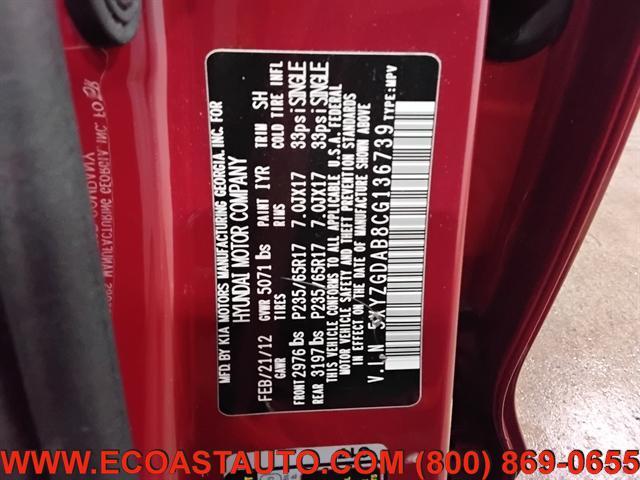 MFD. BY KIA MOTORS MANUFACTURING GEORGIA, INC. FOR
HYUNDAI MOTOR COMPANY
FEB/21/12 GVWR 5071 lbs PAINT IYR TRIM SH
GAWR TIRES RIMS COLD TIRE INFL
FRONT 2976 lbs P235/65R17 7.0JX17 33psi SINGLE
REAR 3197 lbs P235/65R17 7.0JX17 33psi SINGLE
THIS VEHICLE CONFORMS TO ALL APPLICABLE U.S.A. FEDERAL
MOTOR VEHICLE SAFETY AND THEFT PREVENTION STANDARDS
IN EFFECT ON THE DATE OF MANUFACTURE SHOWN ABOVE
V.I.N 5XYZGDAB8CG136739 TYPE: MPV
MANUFACTURING GEORGIA, INC.
WWW.ECOASTAUTO.COM (800) 869-0655